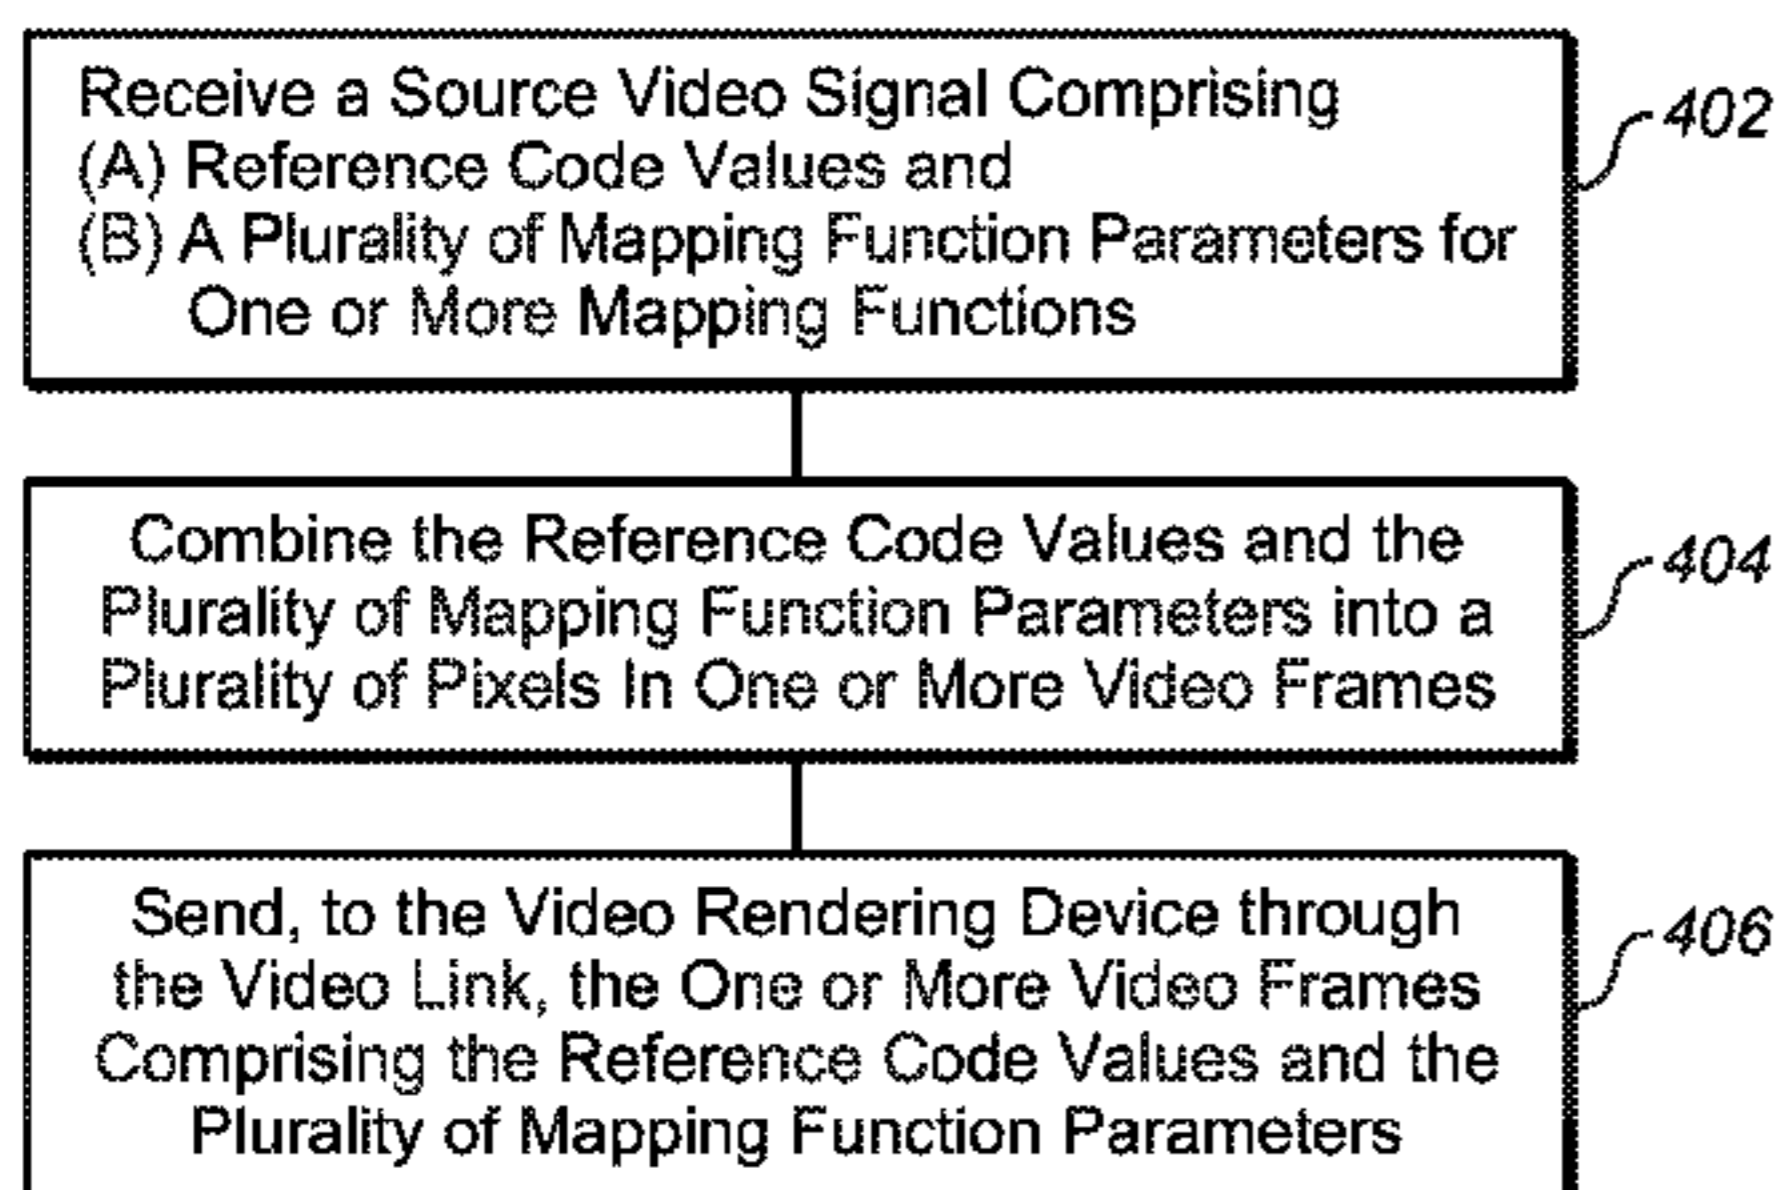 Receive a Source Video Signal Comprising
(A) Reference Code Values and
(B) A Plurality of Mapping Function Parameters for
One or More Mapping Functions
402
Combine the Reference Code Values and the
Plurality of Mapping Function Parameters into a
Plurality of Pixels In One or More Video Frames
404
Send, to the Video Rendering Device through
the Video Link, the One or More Video Frames
Comprising the Reference Code Values and the
Plurality of Mapping Function Parameters
406